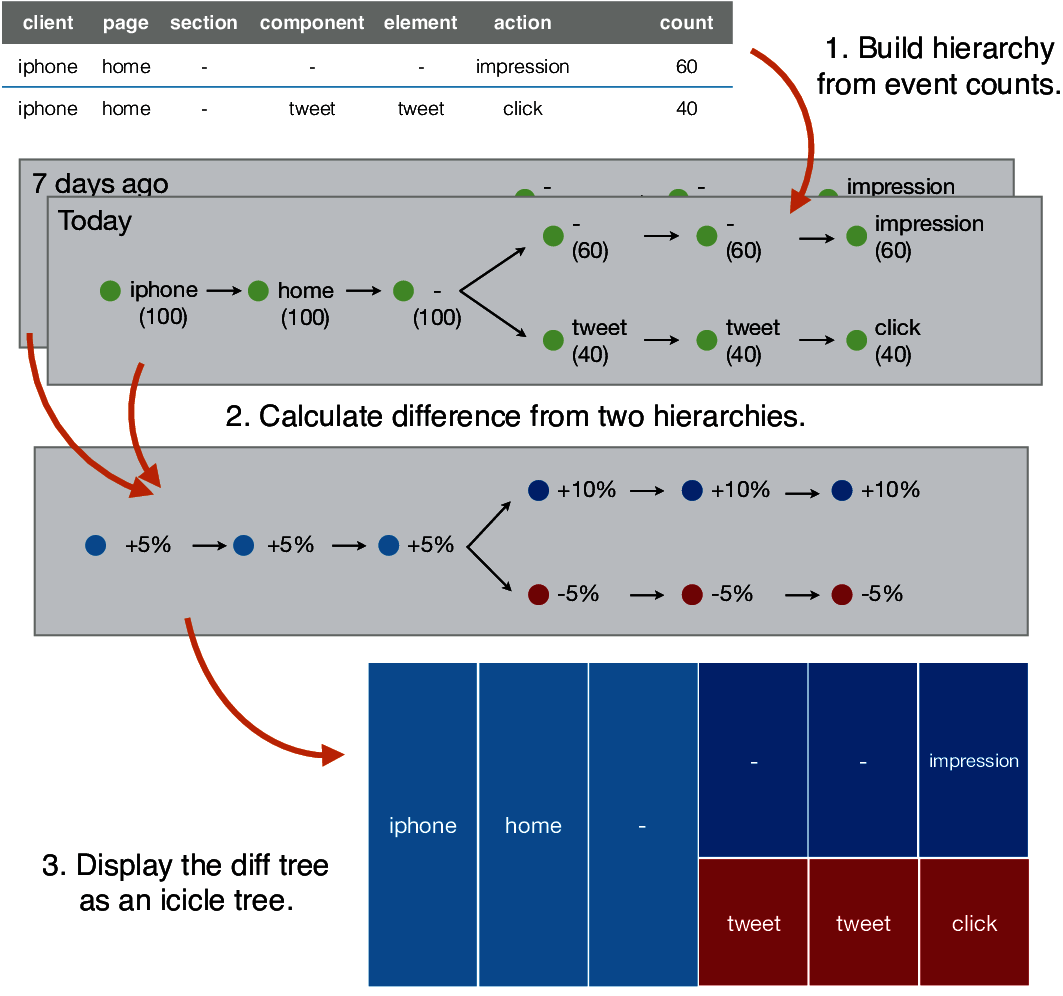 client page section component element action count
iphone home - - - impression 60
iphone home - tweet tweet click 40
1. Build hierarchy
from event counts.
7 days ago
- - impression
Today
- - impression
(60) (60) (60)
iphone home -
(100) (100) (100)
tweet tweet click
(40) (40) (40)
2. Calculate difference from two hierarchies.
+10% +10% +10%
+5% +5% +5%
-5% -5% -5%
- - impression
iphone home -
tweet tweet click
3. Display the diff tree
as an icicle tree.